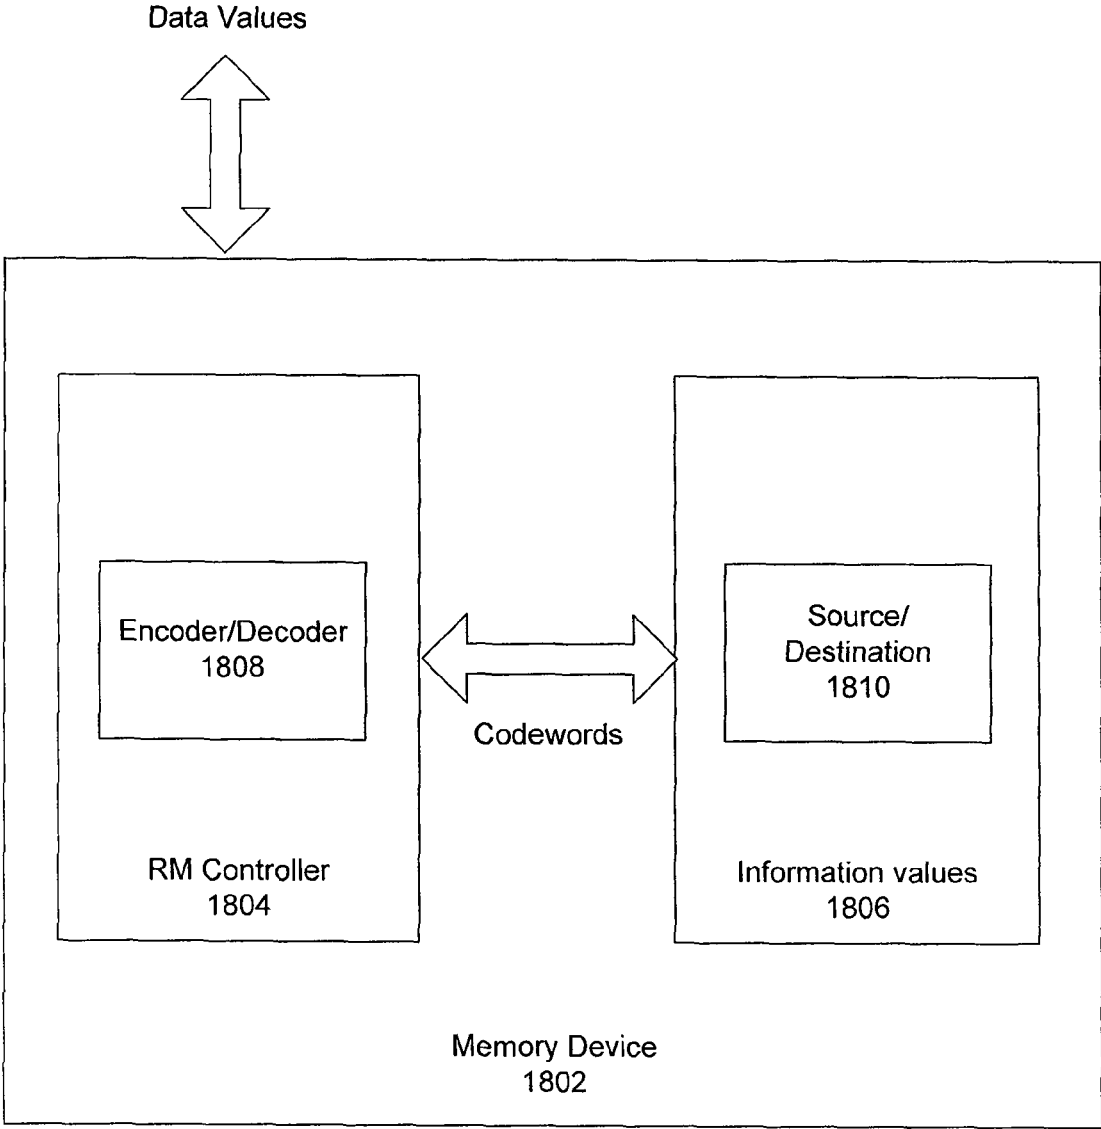 Data Values
Encoder/Decoder
1808
Source/
Destination
1810
Codewords
RM Controller
1804
Information values
1806
Memory Device
1802